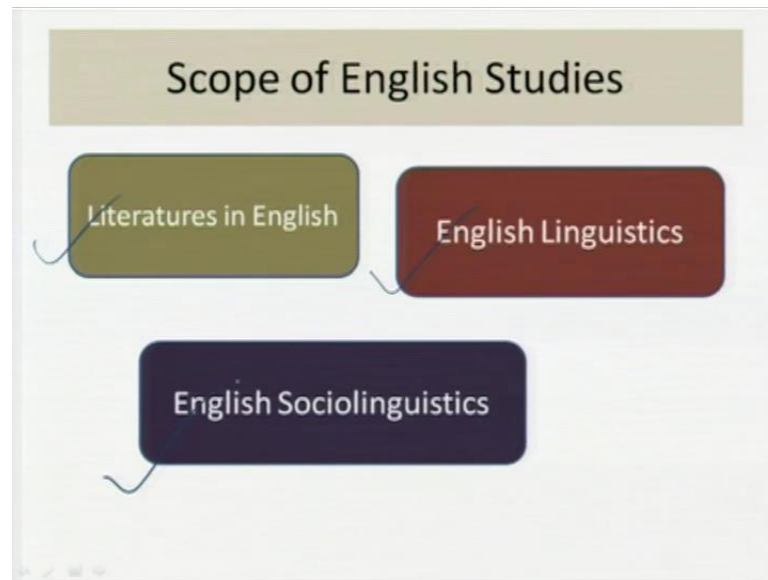 Scope of English Studies
Literatures in English
English Linguistics
English Sociolinguistics